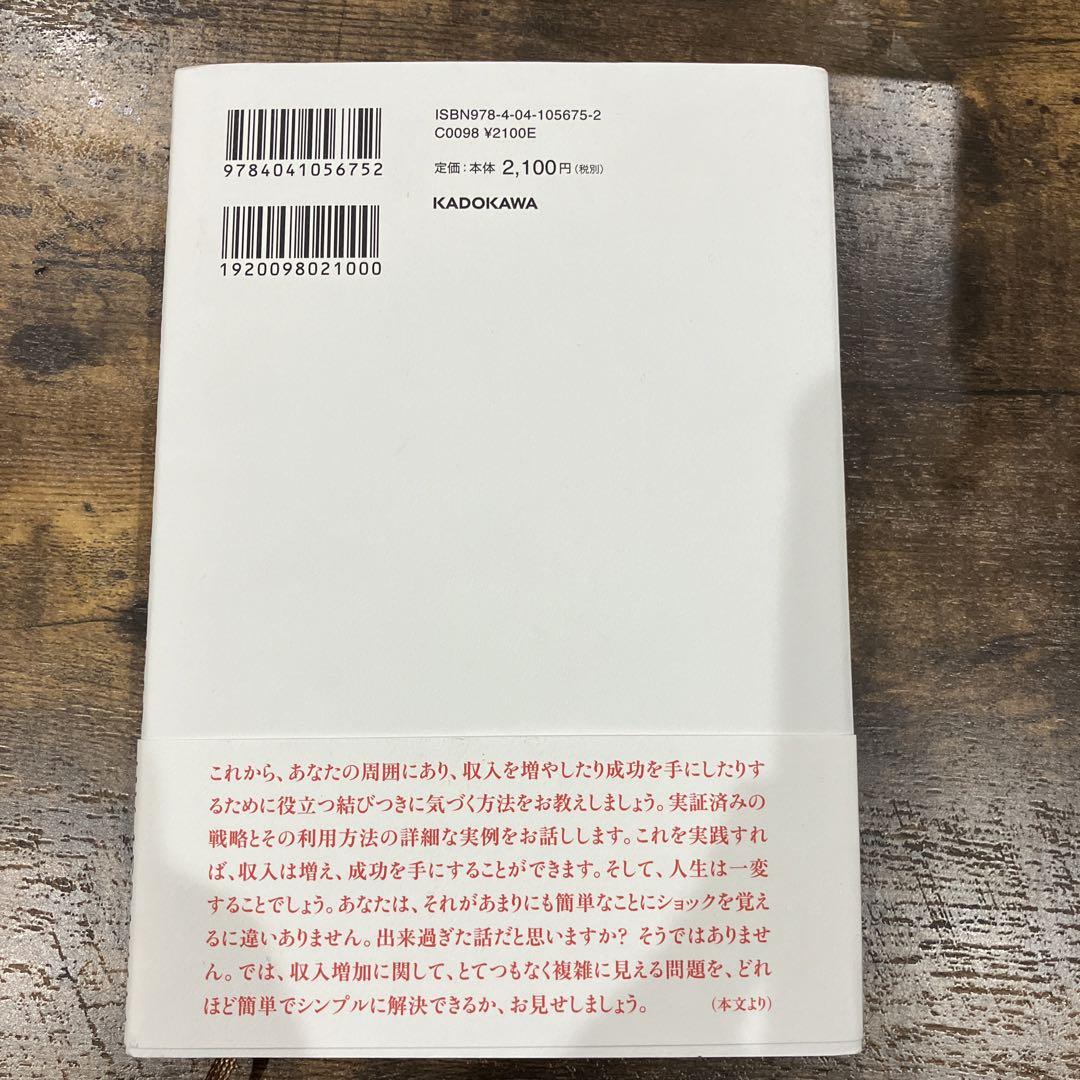 9784041056752
1920098021000
ISBN978-4-04-105675-2
C0098 ¥2100E
定価：本体 2,100円（税別）
KADOKAWA
これから、あなたの周囲にあり、収入を増やしたり成功を手にしたりす
るために役立つ結びつきに気づく方法をお教えしましょう。実証済みの
戦略とその利用方法の詳細な実例をお話しします。これを実践すれ
ば、収入は増え、成功を手にすることができます。そして、人生は一変
することでしょう。あなたは、それがあまりにも簡単なことにショックを覚え
るに違いありません。出来過ぎた話だと思いますか？ そうではありませ
ん。では、収入増加に関して、とてつもなく複雑に見える問題を、どれ
ほど簡単でシンプルに解決できるか、お見せしましょう。 （本文より）